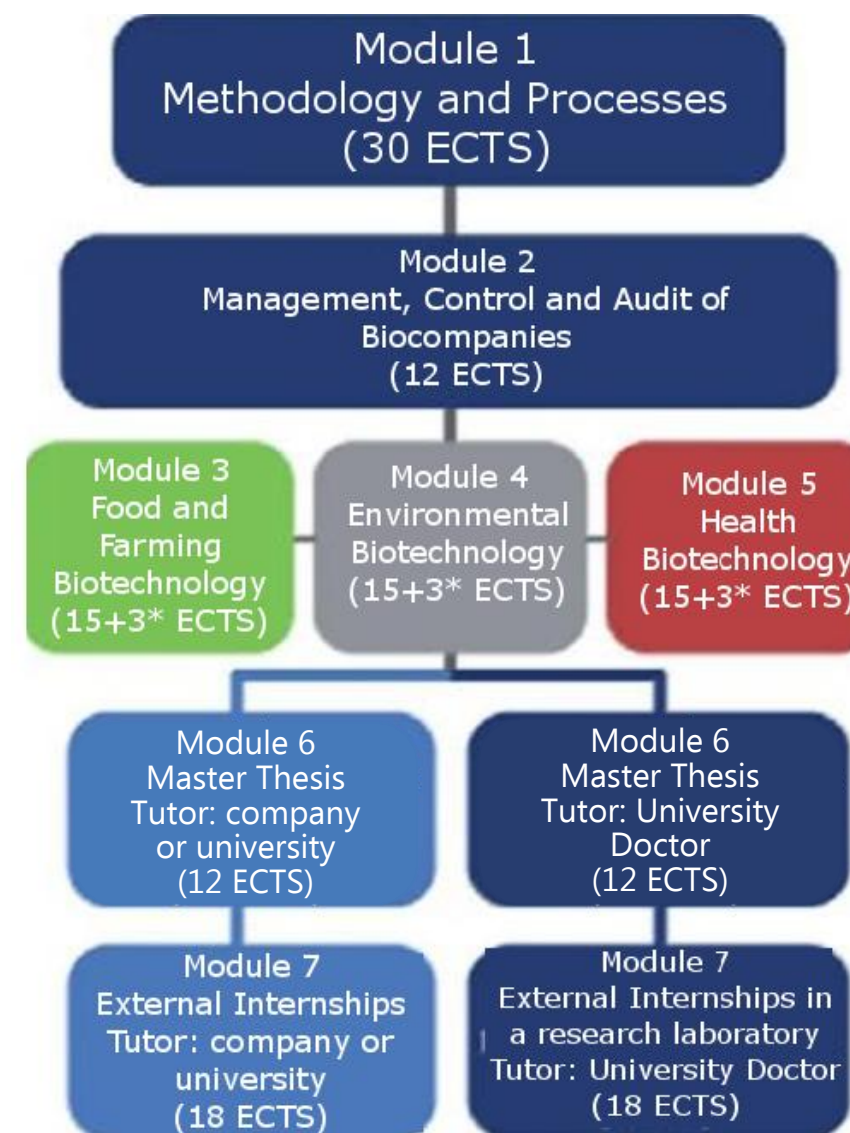 Module 1
Methodology and Processes
(30 ECTS)
Module 2
Management, Control and Audit of
Biocompanies
(12 ECTS)
Module 3
Food and
Farming
Biotechnology
(15+3* ECTS)
Module 4
Environmental
Biotechnology
(15+3* ECTS)
Module 5
Health
Biotechnology
(15+3* ECTS)
Module 6
Master Thesis
Tutor: company
or university
(12 ECTS)
Module 6
Master Thesis
Tutor: University
Doctor
(12 ECTS)
Module 7
External Internships
Tutor: company or
university
(18 ECTS)
Module 7
External Internships in
a research laboratory
Tutor: University Doctor
(18 ECTS)